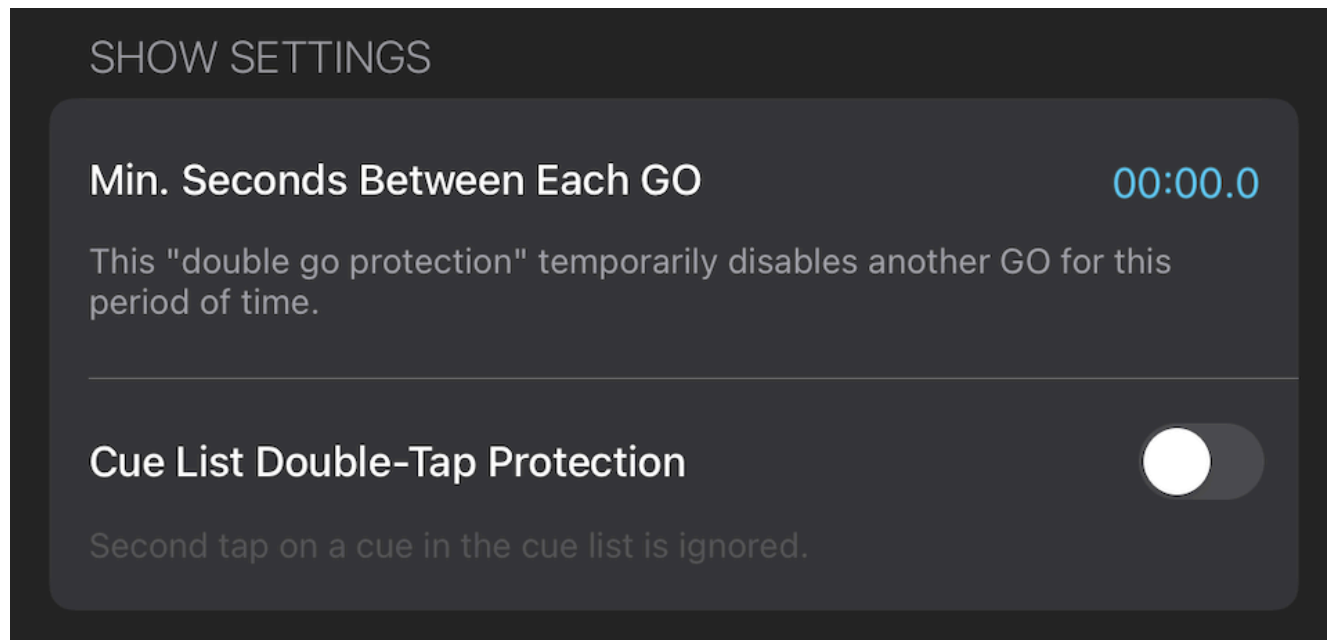 SHOW SETTINGS
Min. Seconds Between Each GO
00:00.0
This "double go protection" temporarily disables another GO for this
period of time.
Cue List Double-Tap Protection
Second tap on a cue in the cue list is ignored.